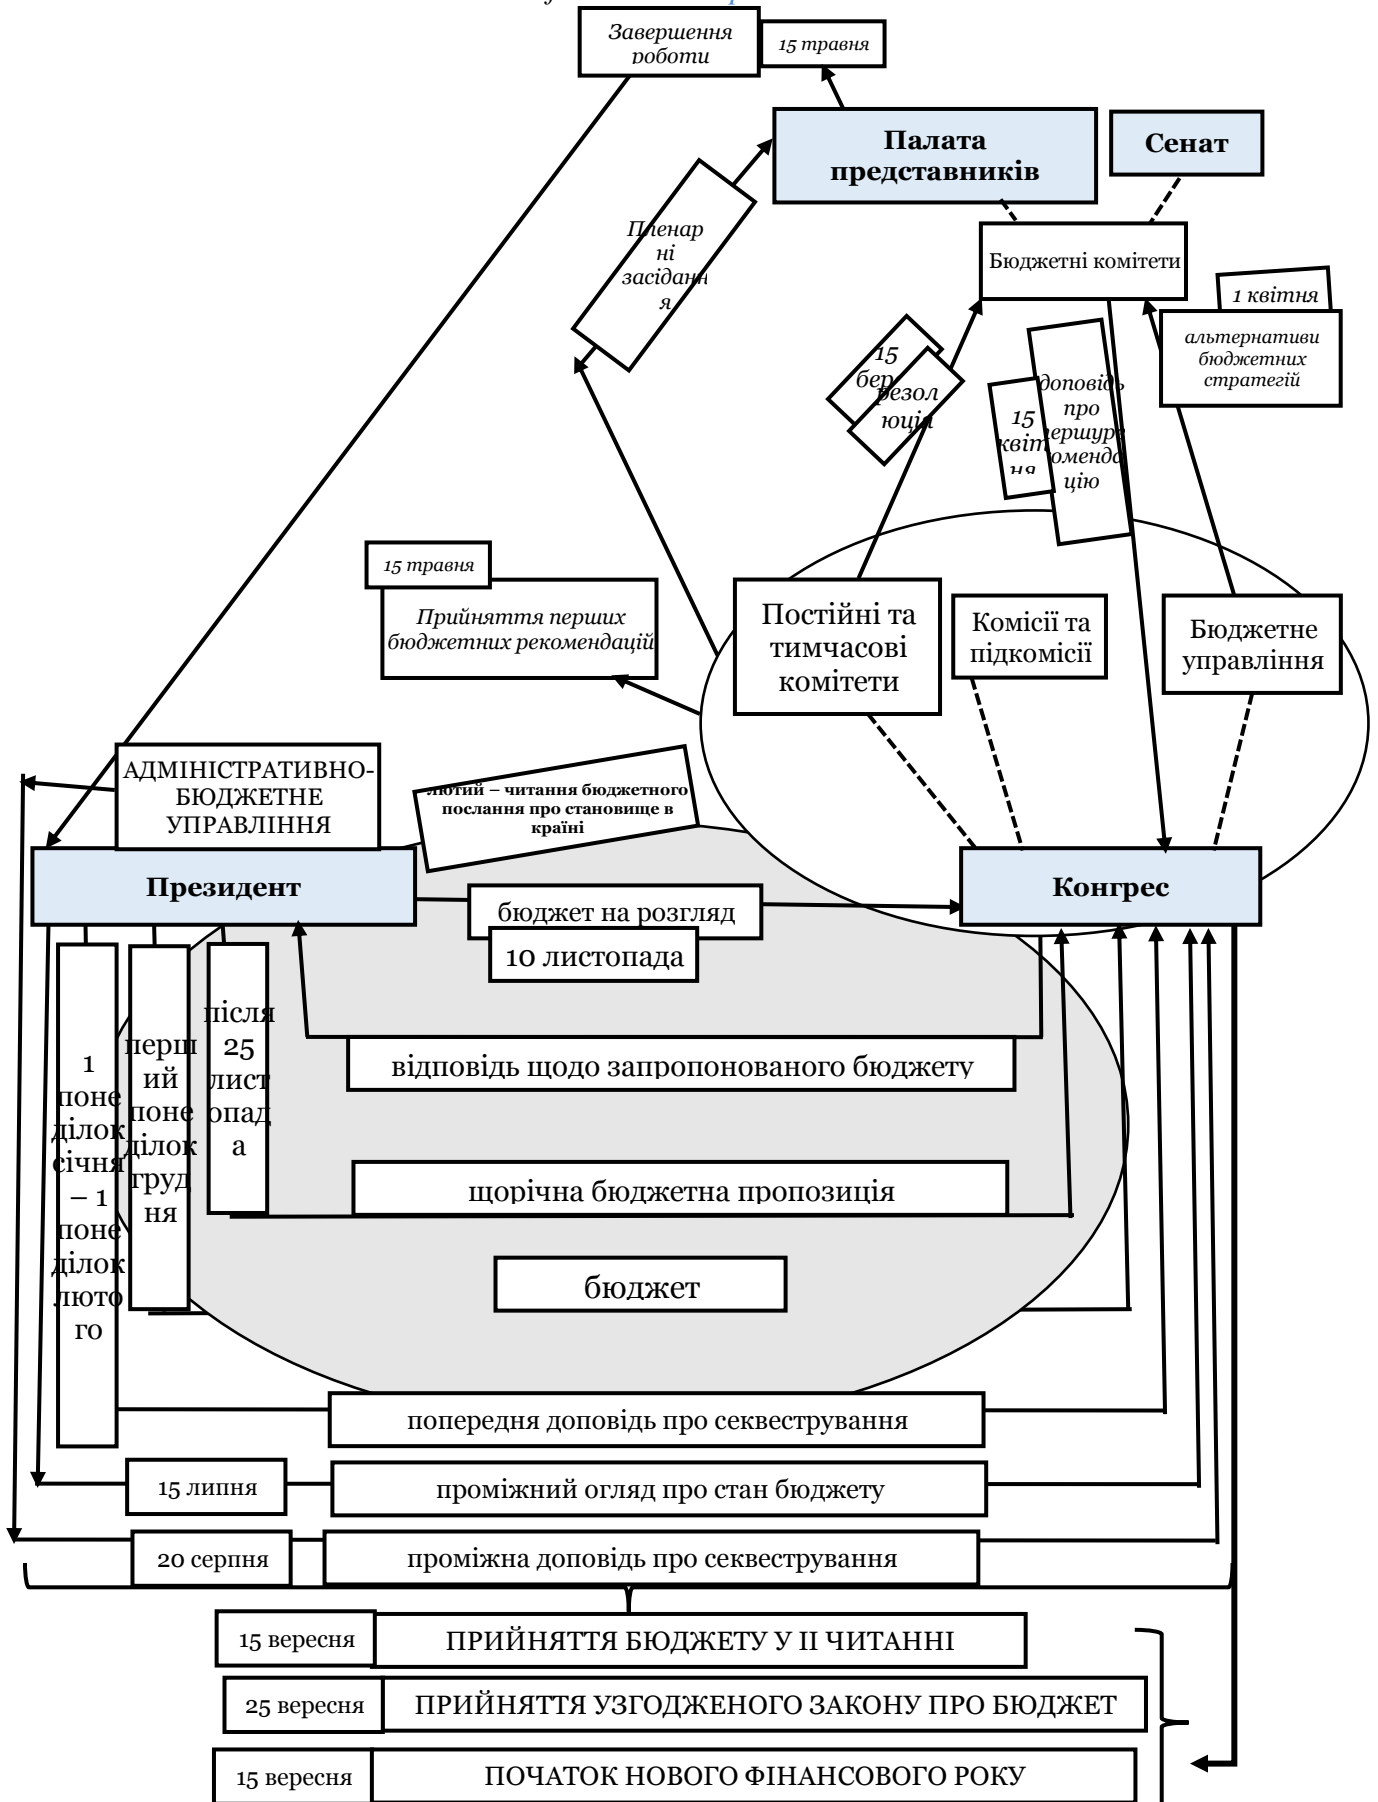 Завершення
роботи
15 травня
Палата
представників
Сенат
Пленар
ні
засіданн
я
Бюджетні комітети
1 квітня
альтернативи
бюджетних
стратегій
15
бер
резол
юція
15
квіт
ня
доповідь
про
першуре
коменда
цію
15 травня
Прийняття перших
бюджетних рекомендацій
Постійні та
тимчасові
комітети
Комісії та
підкомісії
Бюджетне
управління
АДМІНІСТРАТИВНО-
БЮДЖЕТНЕ
УПРАВЛІННЯ
лютий – читання бюджетного
послання про становище в
країні
Президент
Конгрес
бюджет на розгляд
10 листопада
1
поне
ділок
січня
– 1
поне
ділок
люто
го
перш
ий
поне
ділок
груд
ня
після
25
лист
опад
а
відповідь щодо запропонованого бюджету
щорічна бюджетна пропозиція
бюджет
попередня доповідь про секвестрування
15 липня
проміжний огляд про стан бюджету
20 серпня
проміжна доповідь про секвестрування
15 вересня
ПРИЙНЯТТЯ БЮДЖЕТУ У ІІ ЧИТАННІ
25 вересня
ПРИЙНЯТТЯ УЗГОДЖЕНОГО ЗАКОНУ ПРО БЮДЖЕТ
15 вересня
ПОЧАТОК НОВОГО ФІНАНСОВОГО РОКУ